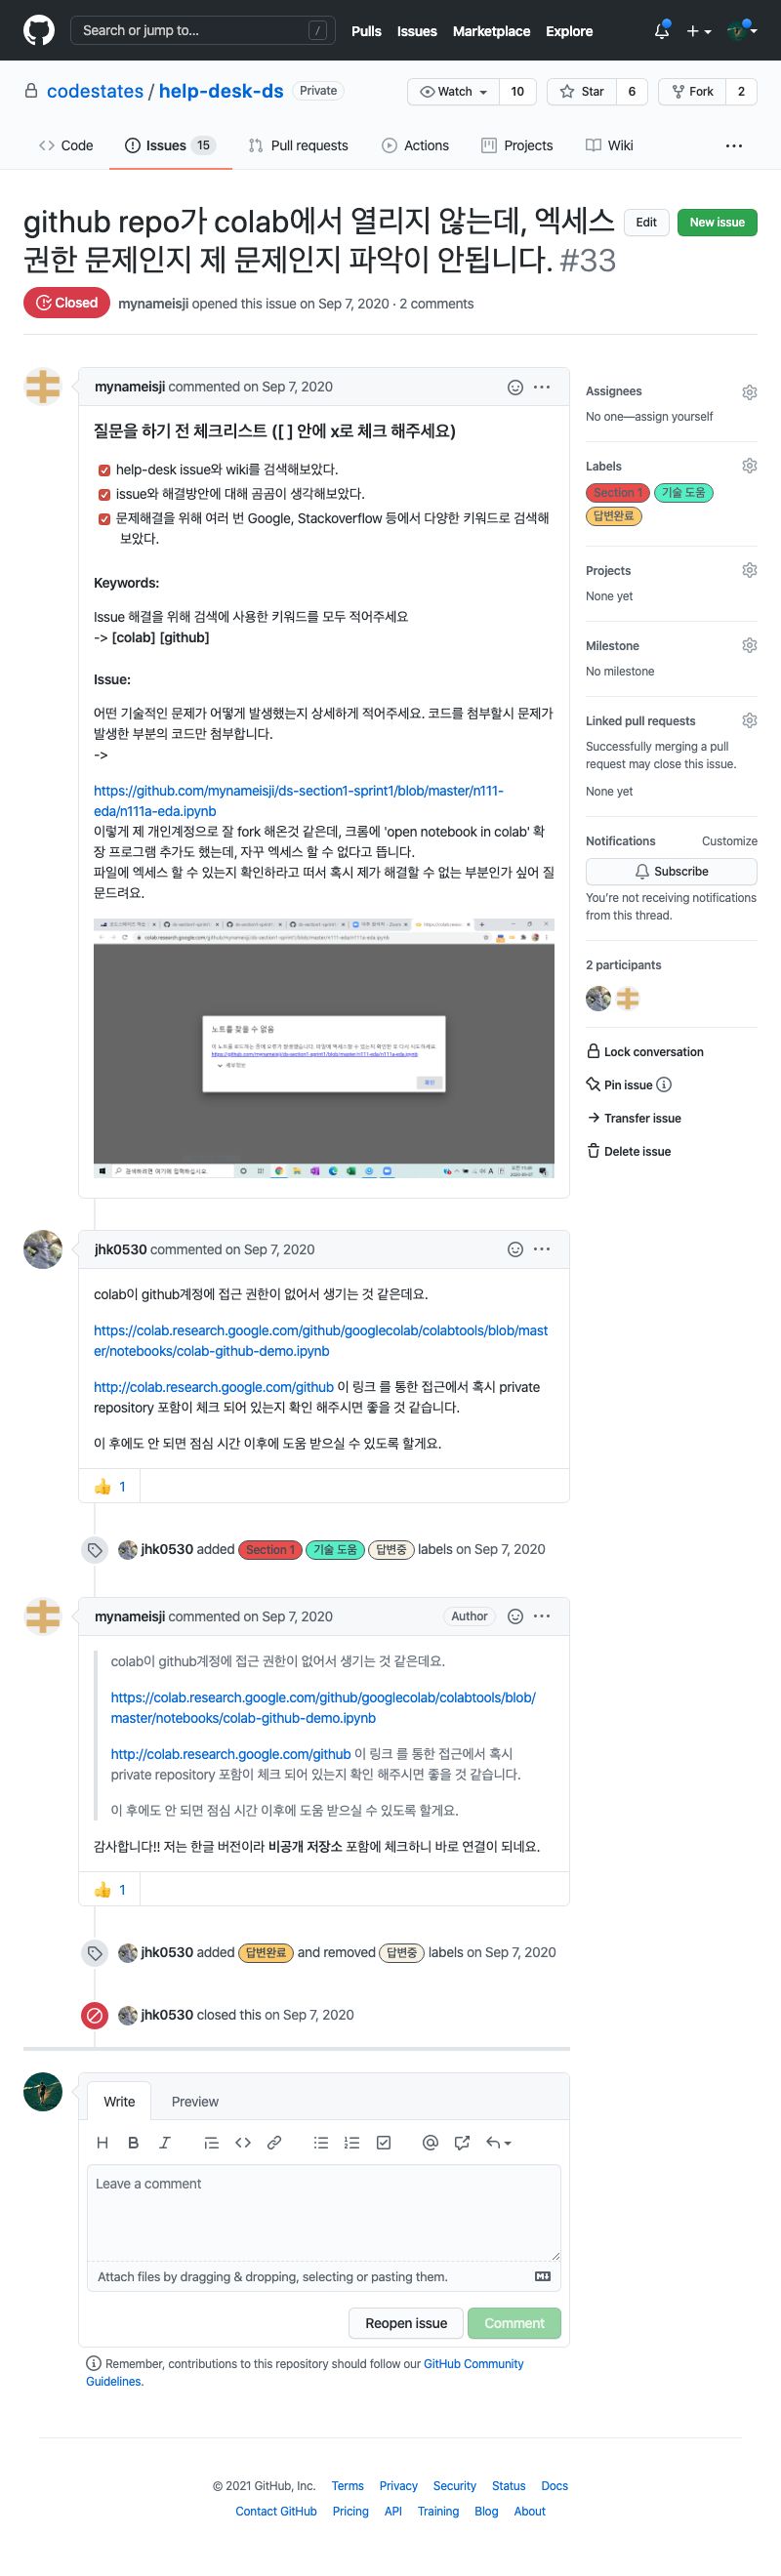 Search or jump to... /
Pulls Issues Marketplace Explore
codestates / help-desk-ds Private
Watch 10 Star 6 Fork 2
Code Issues 15 Pull requests Actions Projects Wiki
github repo가 colab에서 열리지 않는데, 엑세스
권한 문제인지 제 문제인지 파악이 안됩니다. #33
Edit New issue
Closed mynameisji opened this issue on Sep 7, 2020 · 2 comments
mynameisji commented on Sep 7, 2020
질문을 하기 전 체크리스트 ([ ] 안에 x로 체크 해주세요)
help-desk issue와 wiki를 검색해보았다.
issue와 해결방안에 대해 곰곰이 생각해보았다.
문제해결을 위해 여러 번 Google, Stackoverflow 등에서 다양한 키워드로 검색해
보았다.
Keywords:
Issue 해결을 위해 검색에 사용한 키워드를 모두 적어주세요
-> [colab] [github]
Issue:
어떤 기술적인 문제가 어떻게 발생했는지 상세하게 적어주세요. 코드를 첨부할시 문제가
발생한 부분의 코드만 첨부합니다.
->
https://github.com/mynameisji/ds-section1-sprint1/blob/master/n111-
eda/n111a-eda.ipynb
이렇게 제 개인계정으로 잘 fork 해온것 같은데, 크롬에 'open notebook in colab' 확
장 프로그램 추가도 했는데, 자꾸 엑세스 할 수 없다고 뜹니다.
파일에 엑세스 할 수 있는지 확인하라고 떠서 혹시 제가 해결할 수 없는 부분인가 싶어 질
문드려요.
노트를 찾을 수 없음
https://github.com/mynameisji/ds-section1-sprint1/blob/master/n111-eda/n111a-eda.ipynb
세부정보
확인
Assignees
No one—assign yourself
Labels
Section 1 기술 도움
답변완료
Projects
None yet
Milestone
No milestone
Linked pull requests
Successfully merging a pull
request may close this issue.
None yet
Notifications Customize
Subscribe
You're not receiving notifications
from this thread.
2 participants
Lock conversation
Pin issue
Transfer issue
Delete issue
jhk0530 commented on Sep 7, 2020
colab이 github계정에 접근 권한이 없어서 생기는 것 같은데요.
https://colab.research.google.com/github/googlecolab/colabtools/blob/mast
er/notebooks/colab-github-demo.ipynb
http://colab.research.google.com/github 이 링크 를 통한 접근에서 혹시 private
repository 포함이 체크 되어 있는지 확인 해주시면 좋을 것 같습니다.
이 후에도 안 되면 점심 시간 이후에 도움 받으실 수 있도록 할게요.
👍 1
jhk0530 added Section 1 기술 도움 답변중 labels on Sep 7, 2020
mynameisji commented on Sep 7, 2020 Author
colab이 github계정에 접근 권한이 없어서 생기는 것 같은데요.
https://colab.research.google.com/github/googlecolab/colabtools/blob/
master/notebooks/colab-github-demo.ipynb
http://colab.research.google.com/github 이 링크 를 통한 접근에서 혹시
private repository 포함이 체크 되어 있는지 확인 해주시면 좋을 것 같습니다.
이 후에도 안 되면 점심 시간 이후에 도움 받으실 수 있도록 할게요.
감사합니다!! 저는 한글 버전이라 비공개 저장소 포함에 체크하니 바로 연결이 되네요.
👍 1
jhk0530 added 답변완료 and removed 답변중 labels on Sep 7, 2020
jhk0530 closed this on Sep 7, 2020
Write Preview
Leave a comment
Attach files by dragging & dropping, selecting or pasting them.
Reopen issue Comment
Remember, contributions to this repository should follow our GitHub Community
Guidelines.
© 2021 GitHub, Inc. Terms Privacy Security Status Docs
Contact GitHub Pricing API Training Blog About